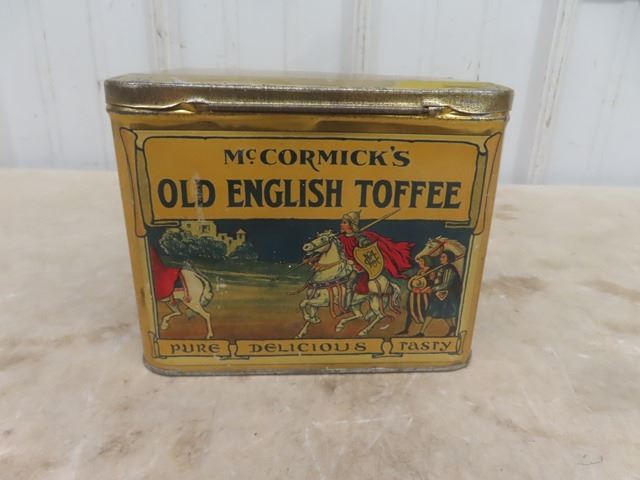 McCORMICK'S
OLD ENGLISH TOFFEE
PURE DELICIOUS TASTY